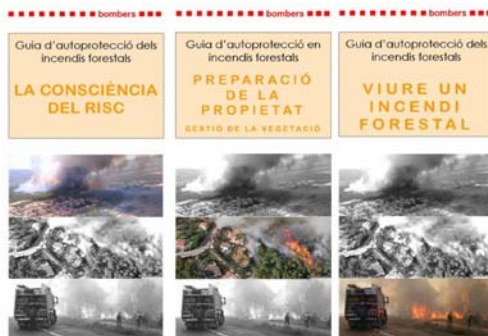 bombers
Guia d'autoprotecció dels
incendis forestals
LA CONSCIÈNCIA
DEL RISC
bombers
Guia d'autoprotecció en
incendis forestals
PREPARACIÓ
DE LA
PROPIETAT
GESTIÓ DE LA VEGETACIÓ
bombers
Guia d'autoprotecció dels
incendis forestals
VIURE UN
INCENDI
FORESTAL